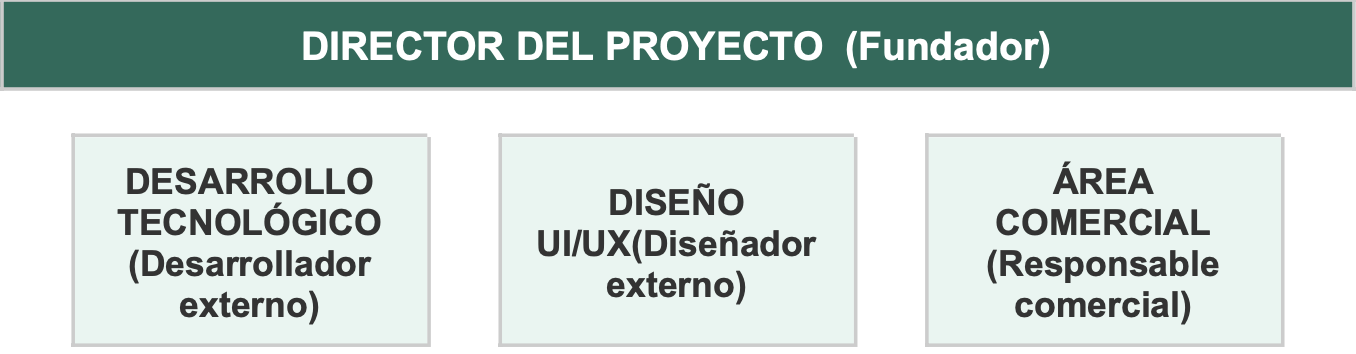 DIRECTOR DEL PROYECTO  (Fundador)
DESARROLLO
TECNOLÓGICO
(Desarrollador
externo)
DISEÑO
UI/UX(Diseñador
externo)
ÁREA
COMERCIAL
(Responsable
comercial)